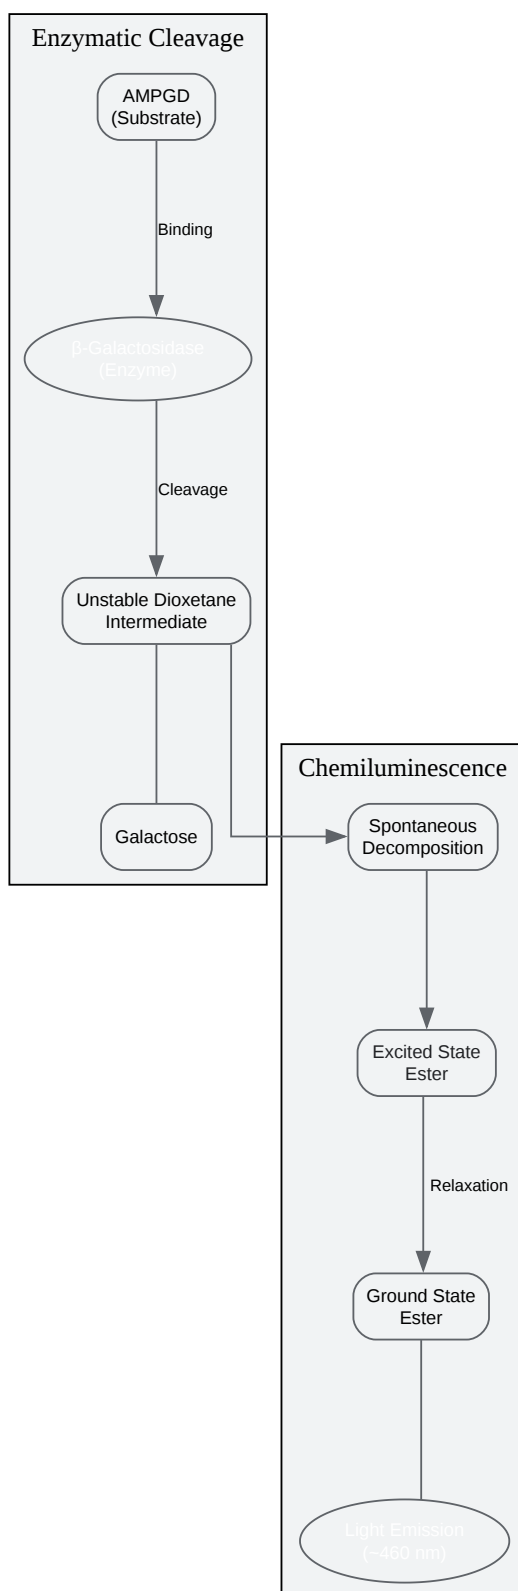 Enzymatic Cleavage
AMPGD
(Substrate)
Binding
β-Galactosidase
(Enzyme)
Cleavage
Unstable Dioxetane
Intermediate
Galactose
Chemiluminescence
Spontaneous
Decomposition
Excited State
Ester
Relaxation
Ground State
Ester
Light Emission
(~460 nm)